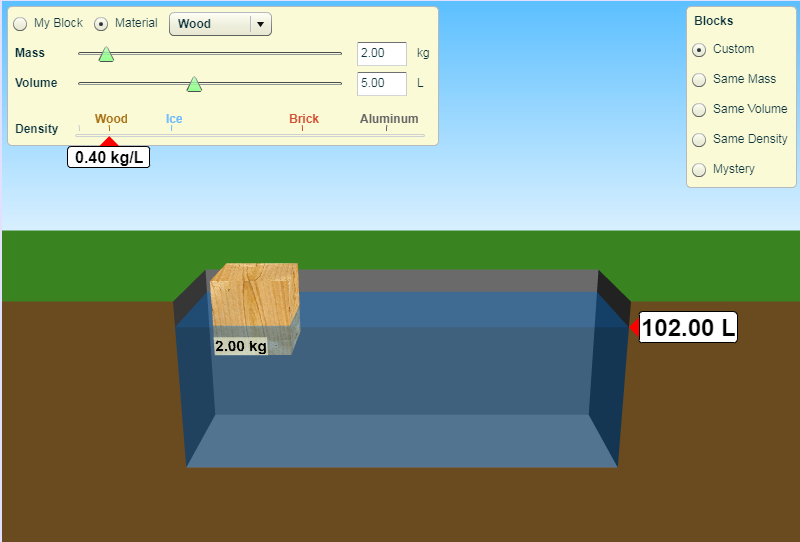 My Block Material Wood
Mass 2.00 kg
Volume 5.00 L
Wood Ice Brick Aluminum
Density
0.40 kg/L
Blocks
Custom
Same Mass
Same Volume
Same Density
Mystery
102.00 L
2.00 kg